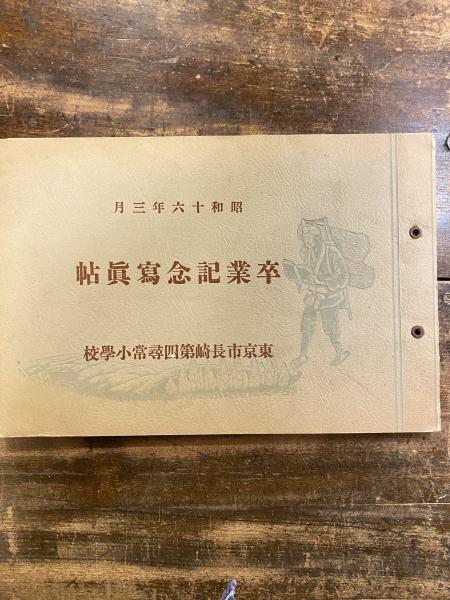 昭和十六年三月
卒業記念寫眞帖
東京市長崎第四尋常小學校